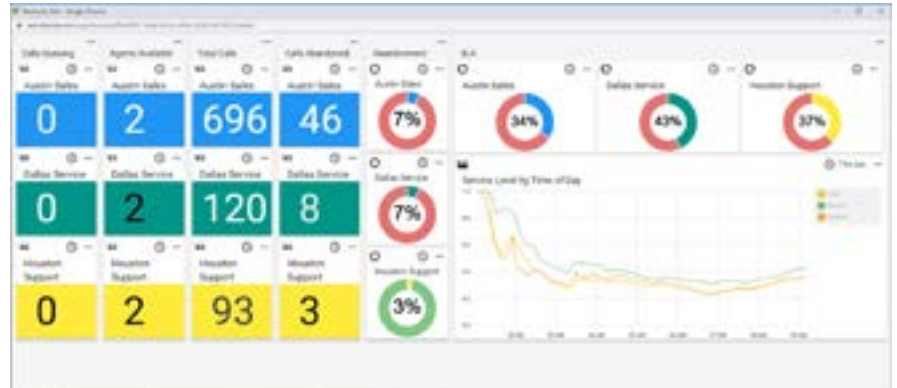 Calls Queuing
Agents Available
Total Calls
Calls Abandoned
Abandonment
SLA
Austin Sales
Austin Sales
Austin Sales
Austin Sales
Austin Sales
Austin Sales
Dallas Service
Houston Support
0
2
696
46
7%
34%
43%
37%
Dallas Service
Dallas Service
Dallas Service
Dallas Service
Dallas Service
This day
Service Level by Time of Day
0
2
120
8
7%
Houston
Support
Houston
Support
Houston
Support
Houston
Support
Houston Support
0
2
93
3
3%